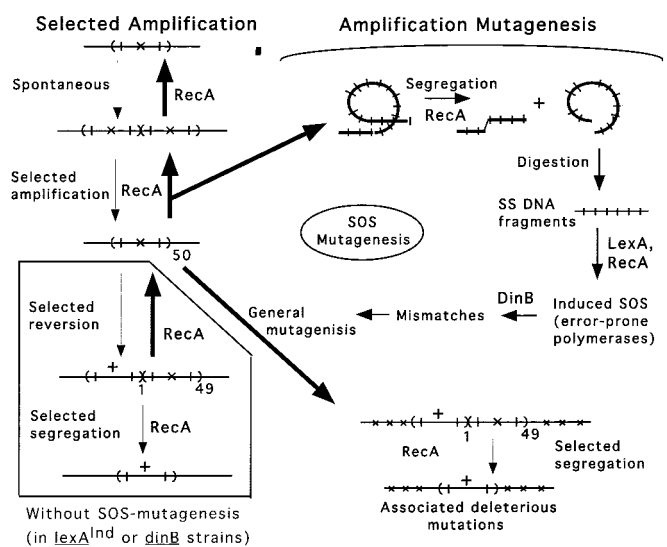 Selected Amplification
Spontaneous
RecA
Selected
amplification
RecA
50
Selected
reversion
RecA
+
1
49
Selected
segregation
RecA
+
Without SOS-mutagenesis
(in lexAInd or dinB strains)
Amplification Mutagenesis
Segregation
RecA
+
Digestion
SS DNA
fragments
LexA,
RecA
SOS
Mutagenesis
Induced SOS
(error-prone
polymerases)
DinB
Mismatches
General
mutagenisis
+
1
49
RecA
Selected
segregation
+
Associated deleterious
mutations